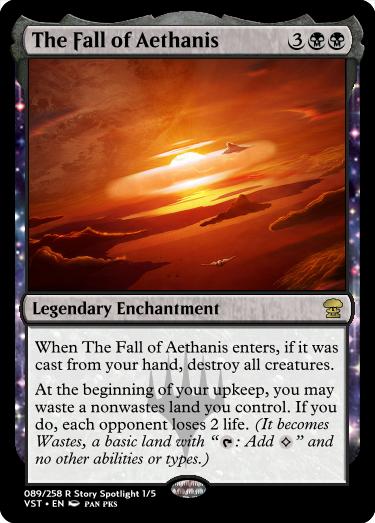 The Fall of Aethanis 3
Legendary Enchantment
When The Fall of Aethanis enters, if it was
cast from your hand, destroy all creatures.
At the beginning of your upkeep, you may
waste a nonwastes land you control. If you
do, each opponent loses 2 life. (It becomes
Wastes, a basic land with “: Add ” and
no other abilities or types.)
089/258 R Story Spotlight 1/5
VST • EN PAN PKS